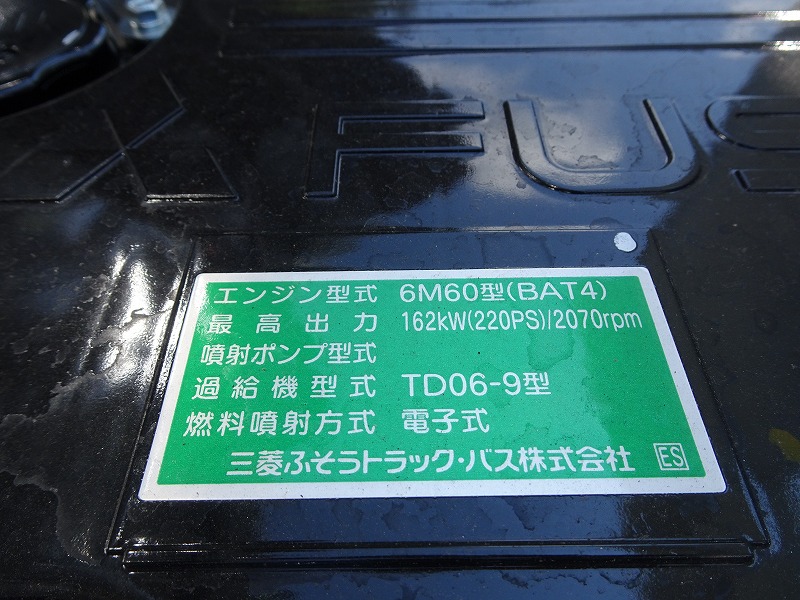 FUS
エンジン型式 6M60型(BAT4)
最高出力 162kW(220PS)/2070rpm
噴射ポンプ型式
過給機型式 TD06-9型
燃料噴射方式 電子式
三菱ふそうトラック・バス株式会社 ES